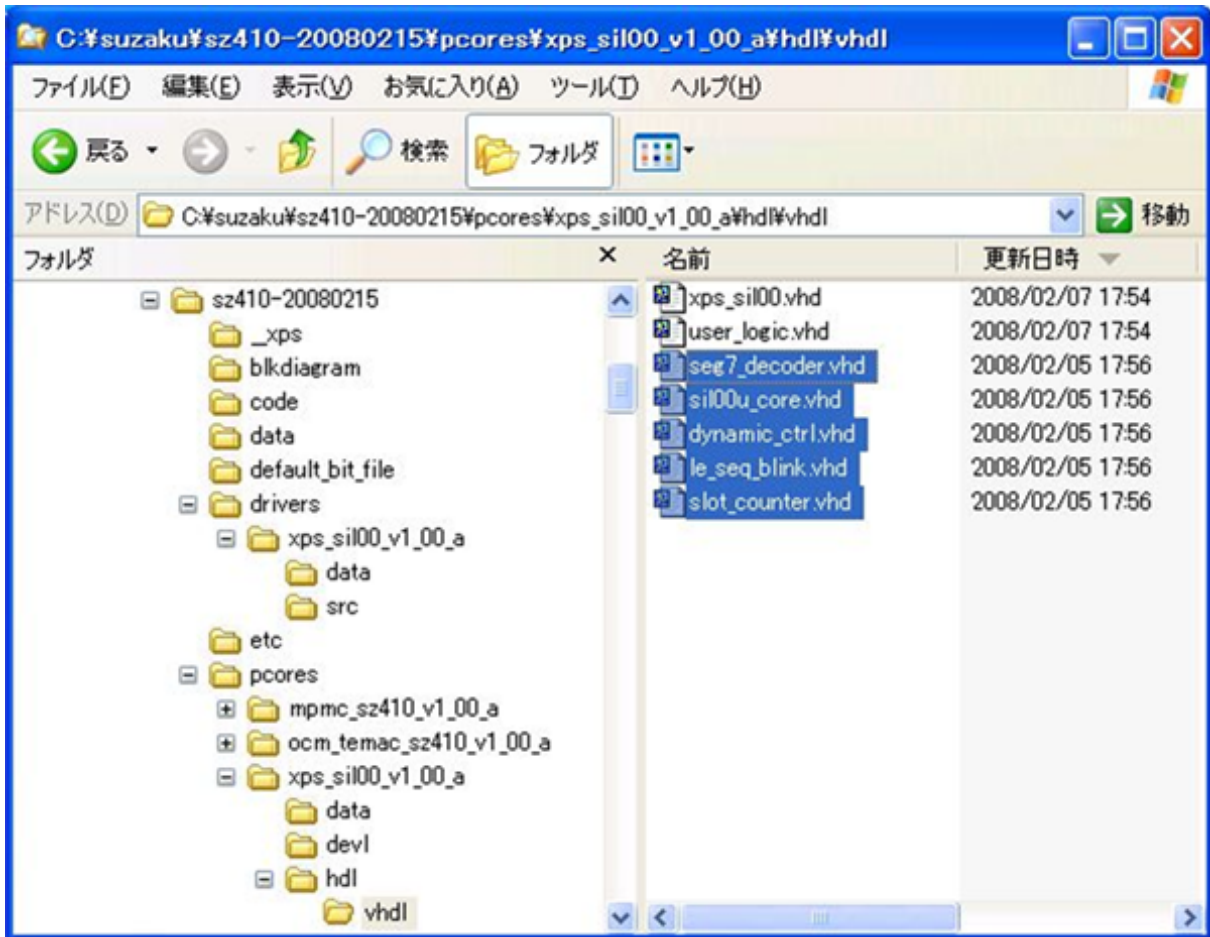 C:¥suzaku¥sz410-20080215¥pcores¥xps_sil00_v1_00_a¥hdl¥vhdl
ファイル(F) 編集(E) 表示(V) お気に入り(A) ツール(T) ヘルプ(H)
戻る 検索 フォルダ
アドレス(D) C:¥suzaku¥sz410-20080215¥pcores¥xps_sil00_v1_00_a¥hdl¥vhdl 移動
フォルダ × 名前 更新日時
sz410-20080215
_xps
blkdiagram
code
data
default_bit_file
drivers
xps_sil00_v1_00_a
data
src
etc
pcores
mpmc_sz410_v1_00_a
ocm_temac_sz410_v1_00_a
xps_sil00_v1_00_a
data
devl
hdl
vhdl
xps_sil00.vhd 2008/02/07 17:54
user_logic.vhd 2008/02/07 17:54
seg7_decoder.vhd 2008/02/05 17:56
sil00u_core.vhd 2008/02/05 17:56
dynamic_ctrl.vhd 2008/02/05 17:56
le_seq_blink.vhd 2008/02/05 17:56
slot_counter.vhd 2008/02/05 17:56